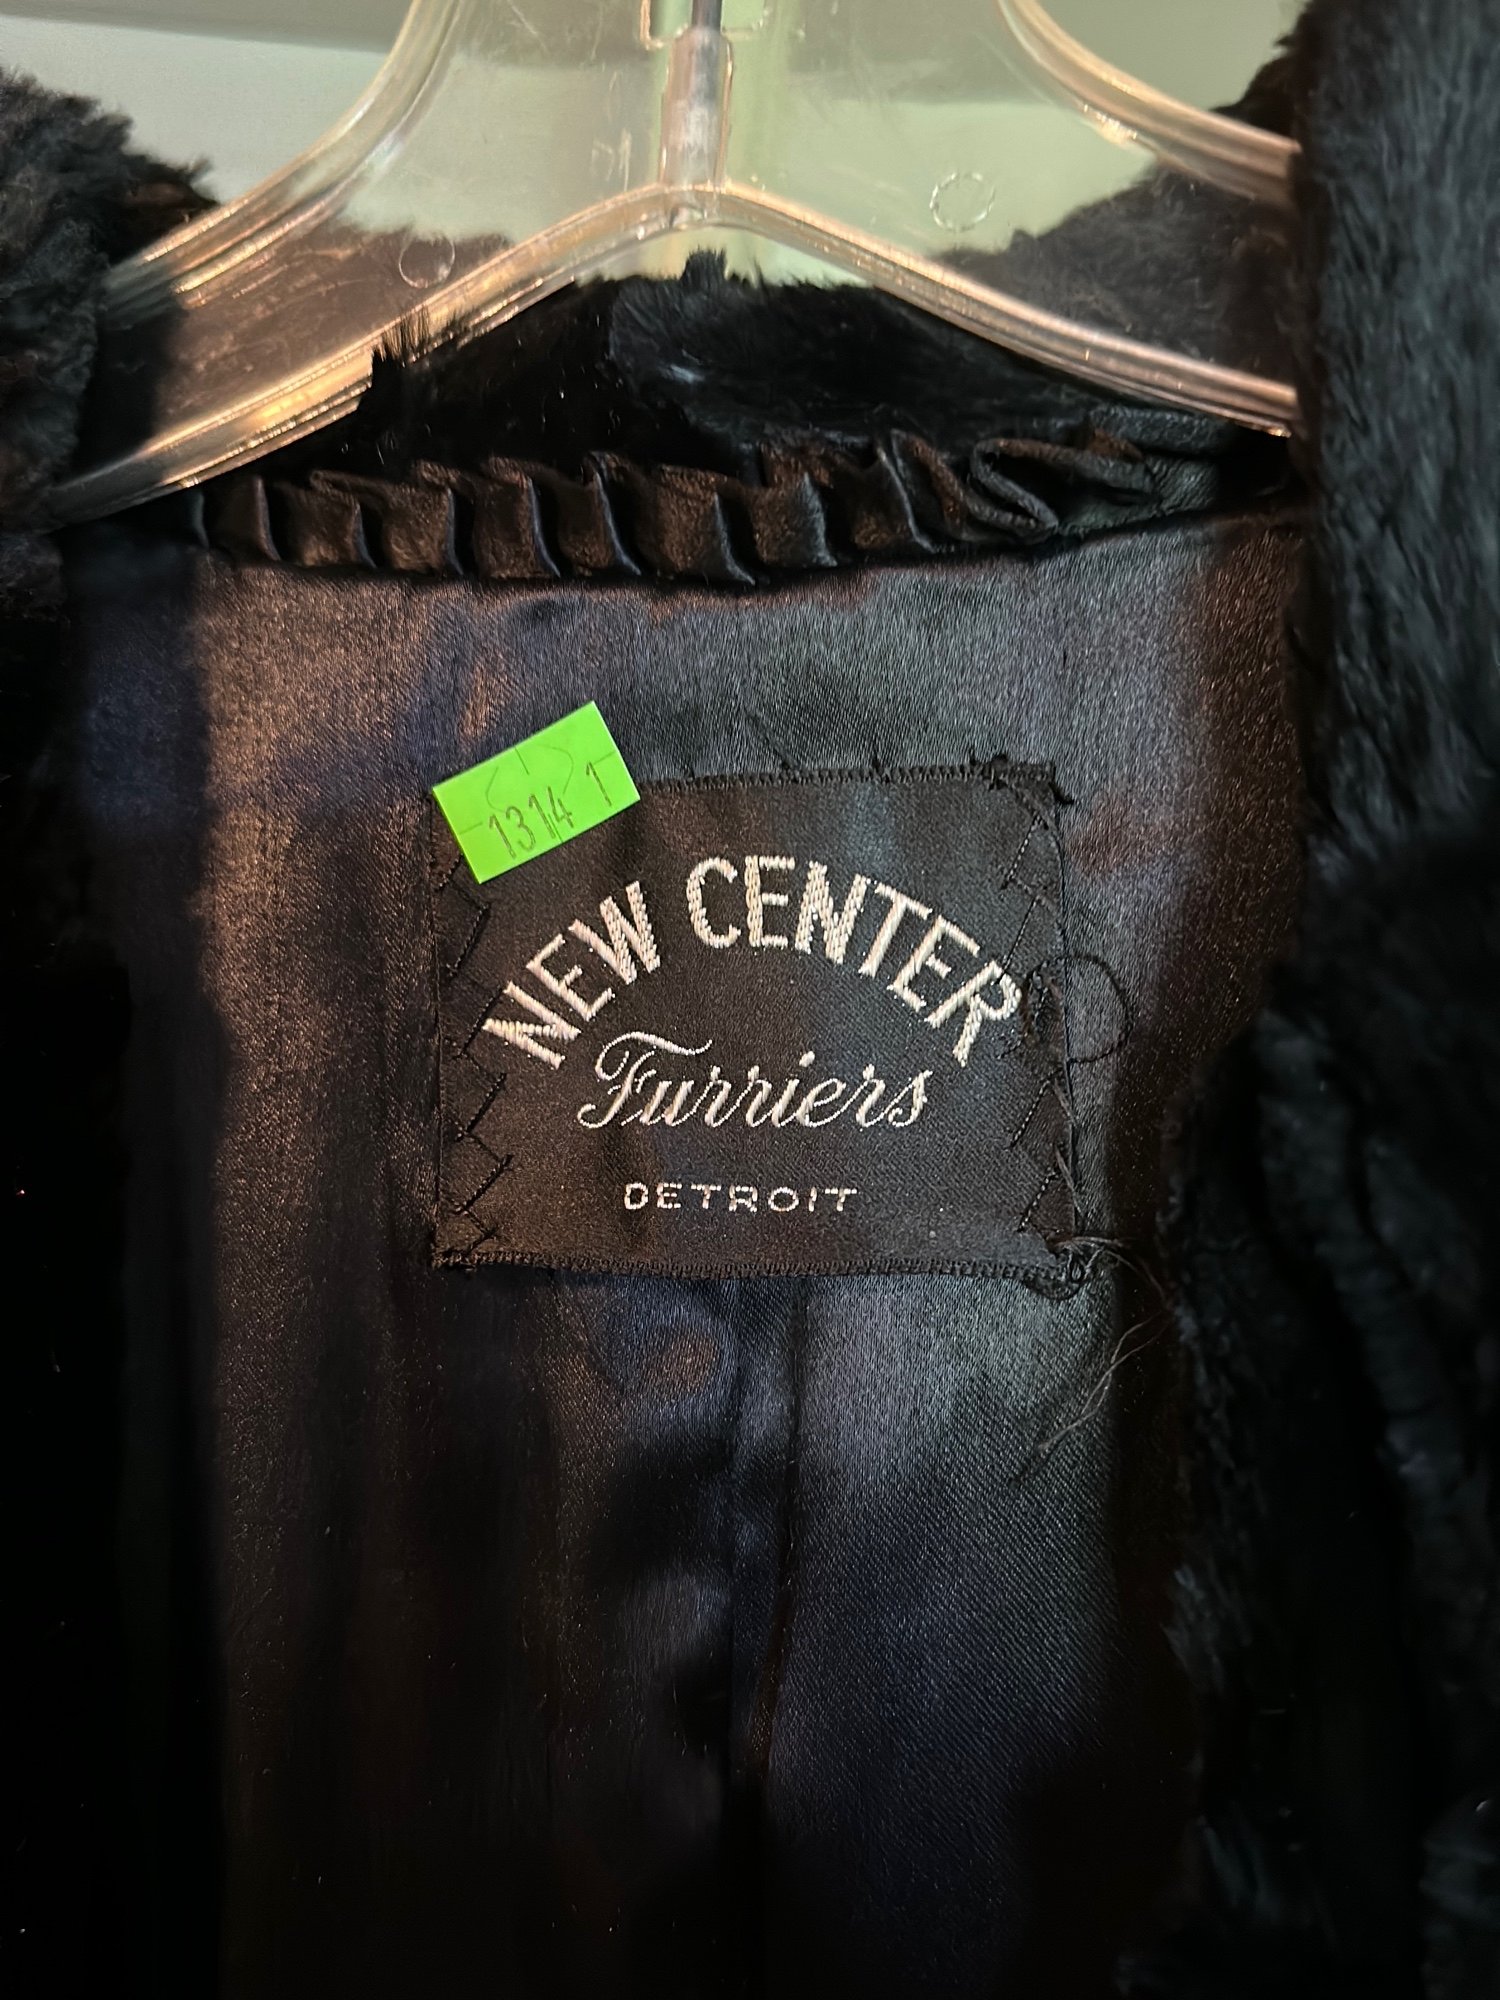 1314 1
NEW CENTER
Furriers
DETROIT